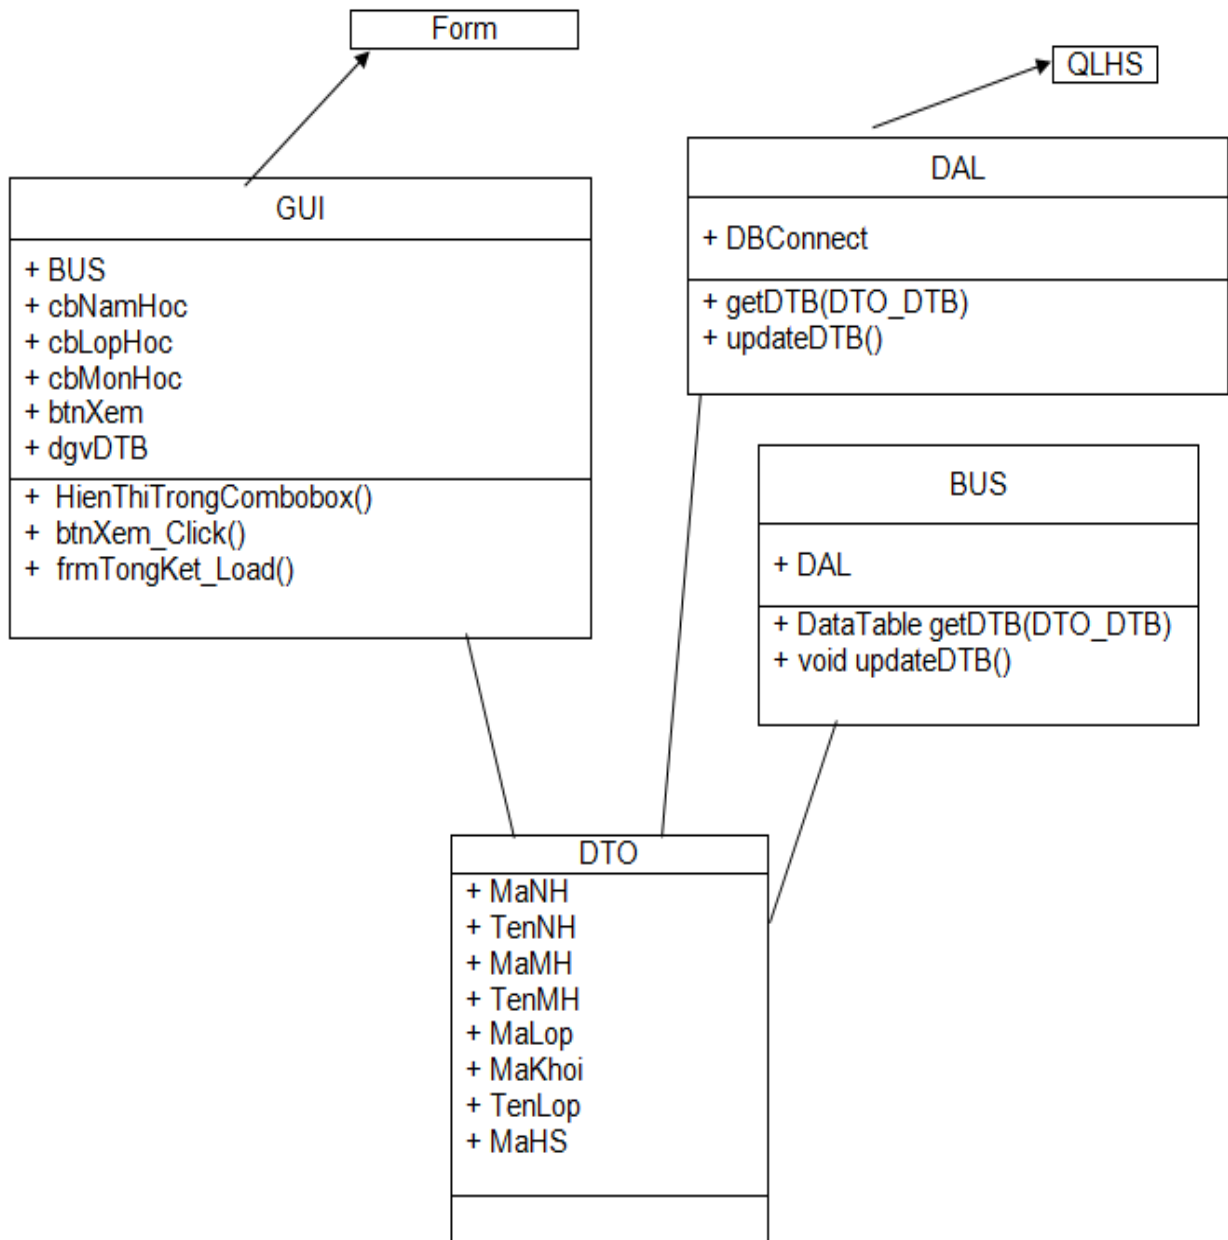 Form
QLHS
GUI
+ BUS
+ cbNamHoc
+ cbLopHoc
+ cbMonHoc
+ btnXem
+ dgvDTB
+ HienThiTrongCombobox()
+ btnXem_Click()
+ frmTongKet_Load()
DAL
+ DBConnect
+ getDTB(DTO_DTB)
+ updateDTB()
BUS
+ DAL
+ DataTable getDTB(DTO_DTB)
+ void updateDTB()
DTO
+ MaNH
+ TenNH
+ MaMH
+ TenMH
+ MaLop
+ MaKhoi
+ TenLop
+ MaHS